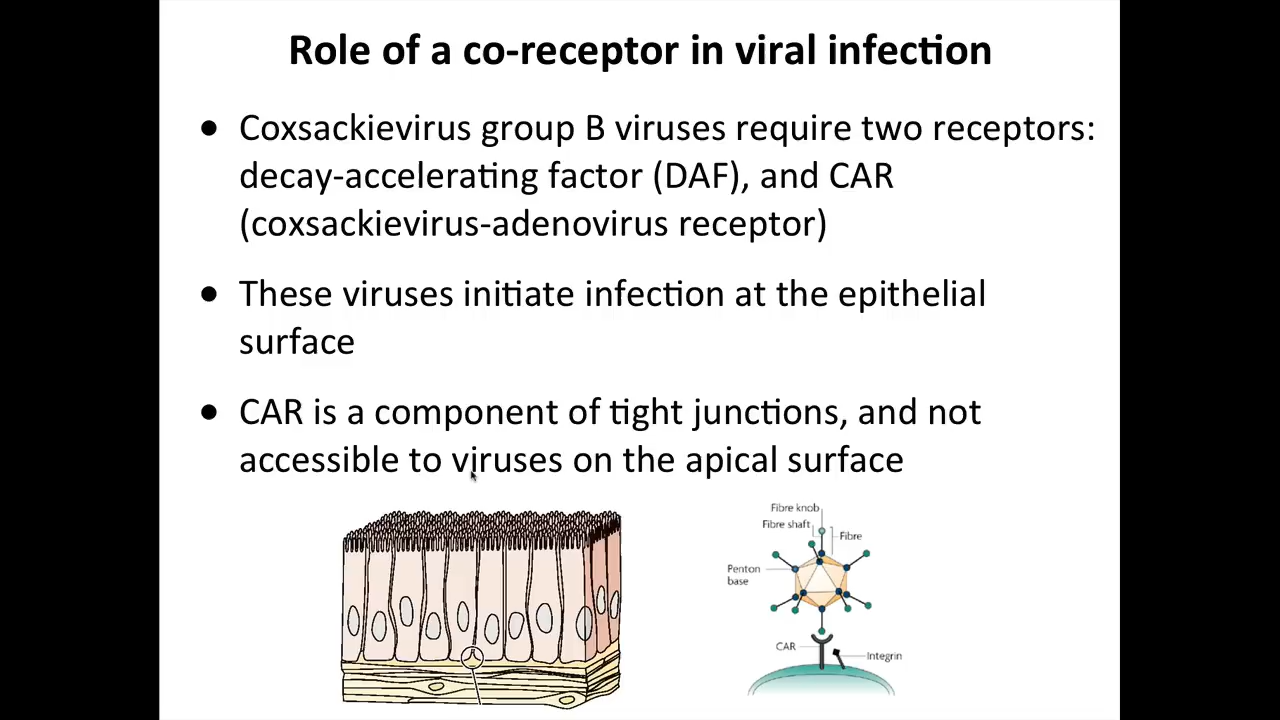 Role of a co-receptor in viral infection
• Coxsackievirus group B viruses require two receptors:
decay-accelerating factor (DAF), and CAR
(coxsackievirus-adenovirus receptor)
• These viruses initiate infection at the epithelial
surface
• CAR is a component of tight junctions, and not
accessible to viruses on the apical surface
Fibre knob
Fibre shaft
Fibre
Penton
base
CAR
Integrin